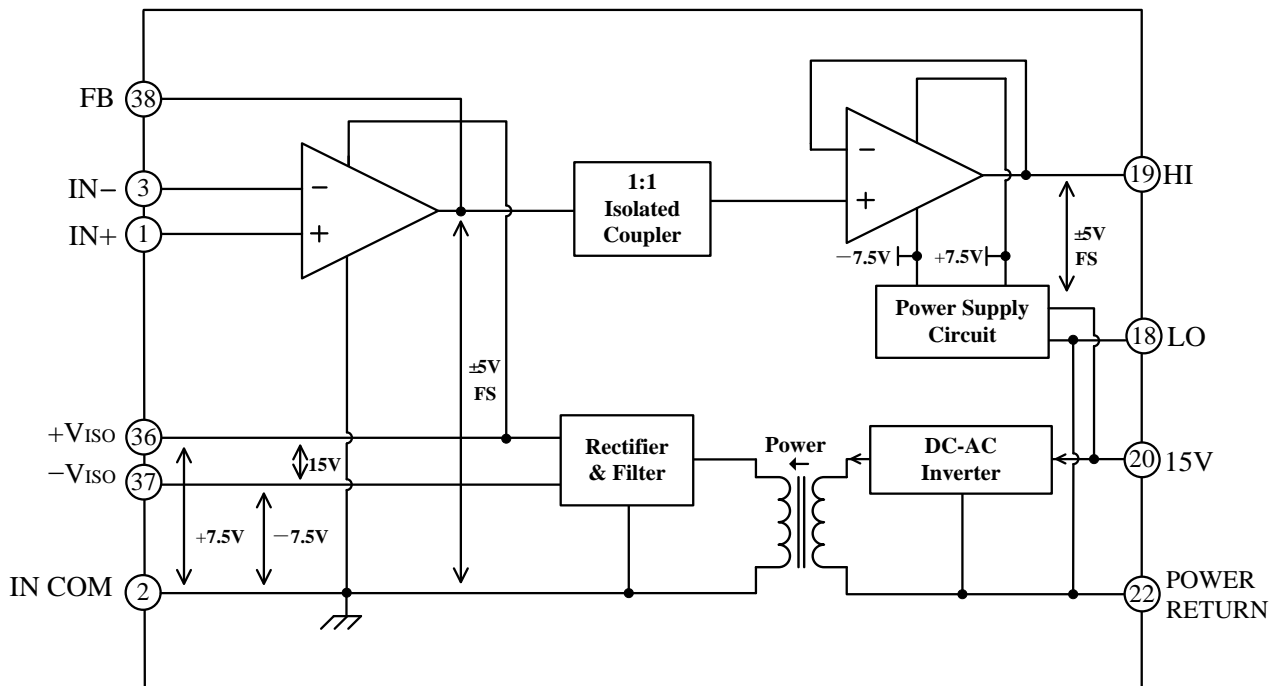 FB
38
IN−
3
IN+
1
−
+
1:1
Isolated
Coupler
−
+
19
HI
−7.5V
+7.5V
±5V
FS
Power Supply
Circuit
18
LO
±5V
FS
+VISO
36
−VISO
37
15V
Rectifier
& Filter
Power
DC-AC
Inverter
20
15V
+7.5V
−7.5V
IN COM
2
22
POWER
RETURN